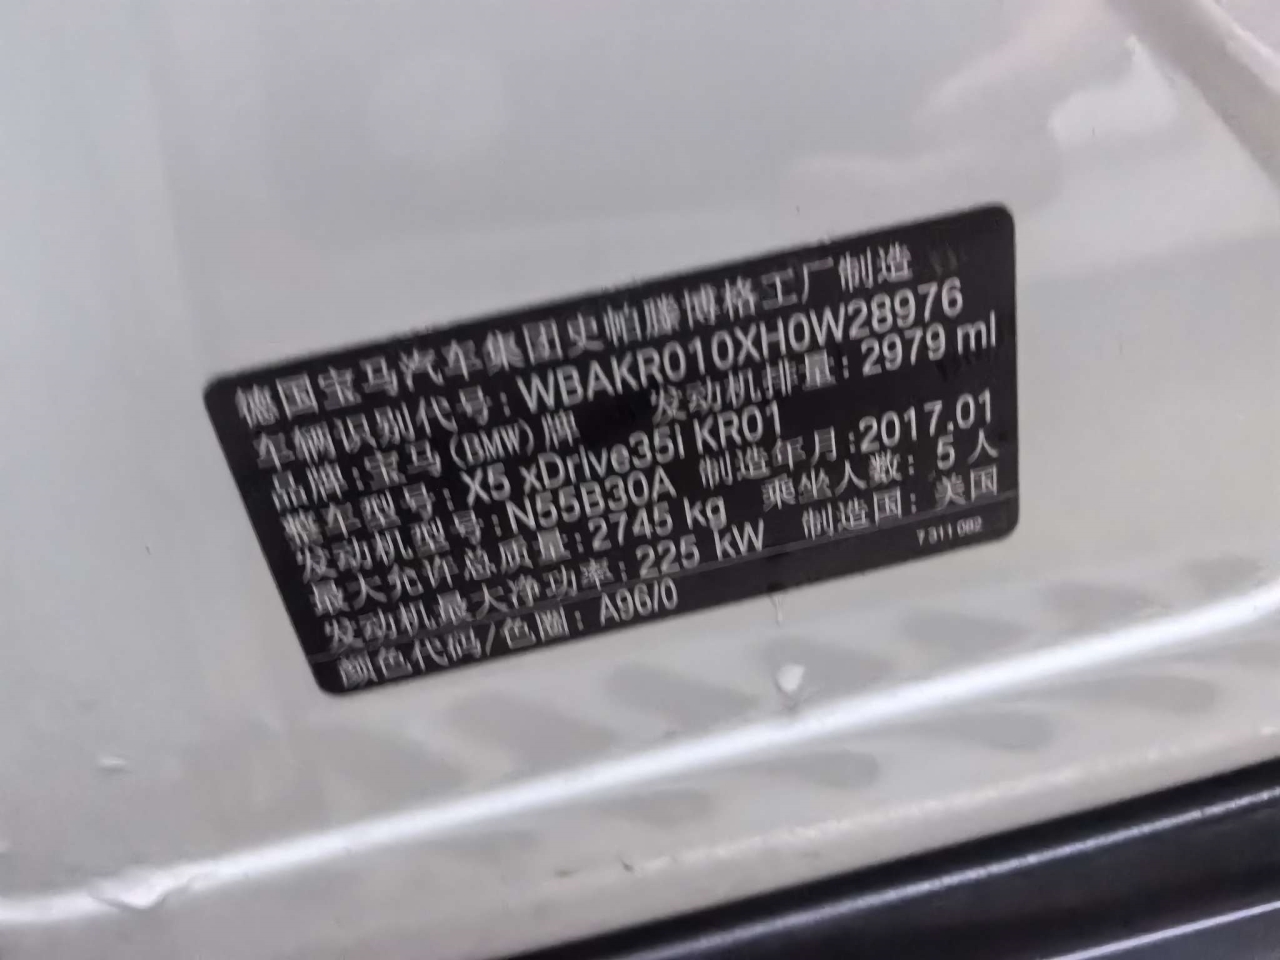 德国宝马汽车集团史帕滕博格工厂制造
车辆识别代号: WBAKR010XH0W28976
品牌: 宝马(BMW)牌 发动机排量: 2979 ml
整车型号: X5 xDrive35i KR01
发动机型号: N55B30A 制造年月: 2017.01
最大允许总质量: 2745 kg 乘坐人数: 5 人
发动机最大净功率: 225 kW 制造国: 美国
颜色代码/色圈: A96/0 7 311 082